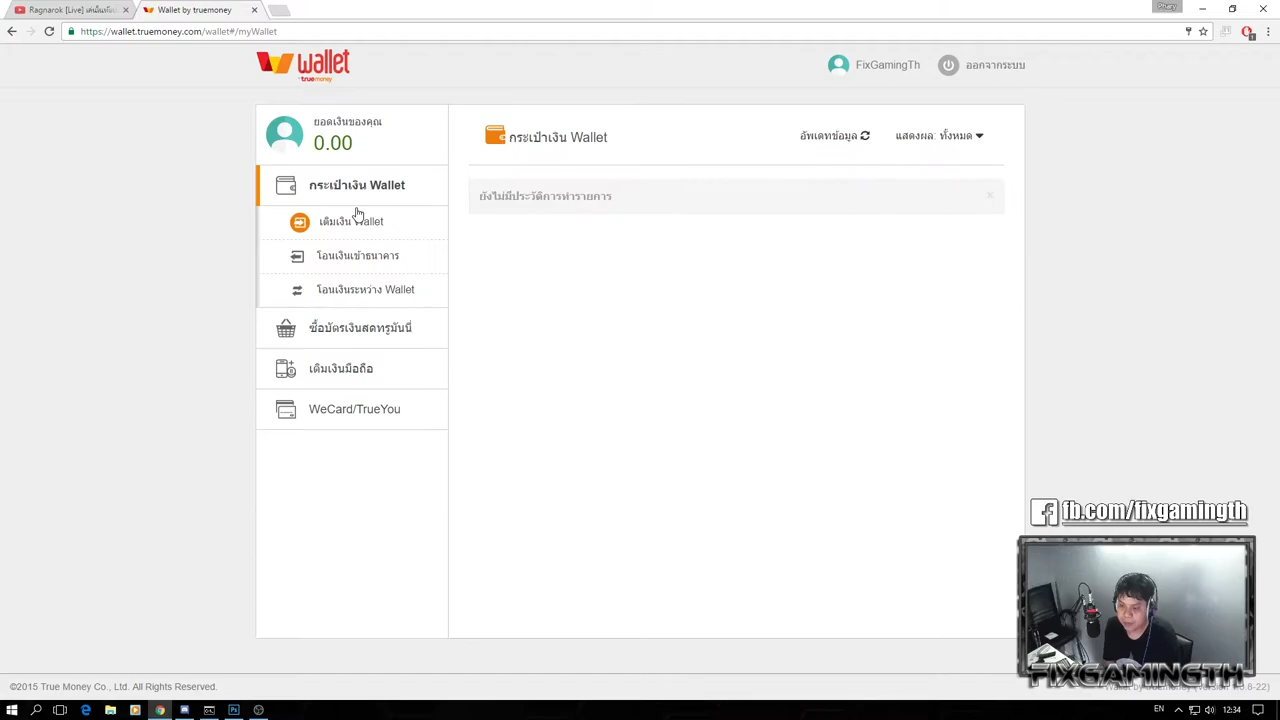 Ragnarok [Live]
Wallet by truemoney
Phary
https://wallet.truemoney.com/wallet#/myWallet
wallet
by truemoney
FixGamingTh
ออกจากระบบ
ยอดเงินของคุณ
0.00
กระเป๋าเงิน Wallet
เติมเงิน Wallet
โอนเงินเข้าธนาคาร
โอนเงินระหว่าง Wallet
ซื้อบัตรเงินสดทรูมันนี่
เติมเงินมือถือ
WeCard/TrueYou
กระเป๋าเงิน Wallet
อัพเดทข้อมูล
แสดงผล: ทั้งหมด
ยังไม่มีประวัติการทำรายการ
fb.com/fixgamingth
FIXGAMINGTH
©2015 True Money Co., Ltd. All Rights Reserved.
Wallet by truemoney
EN
12:34